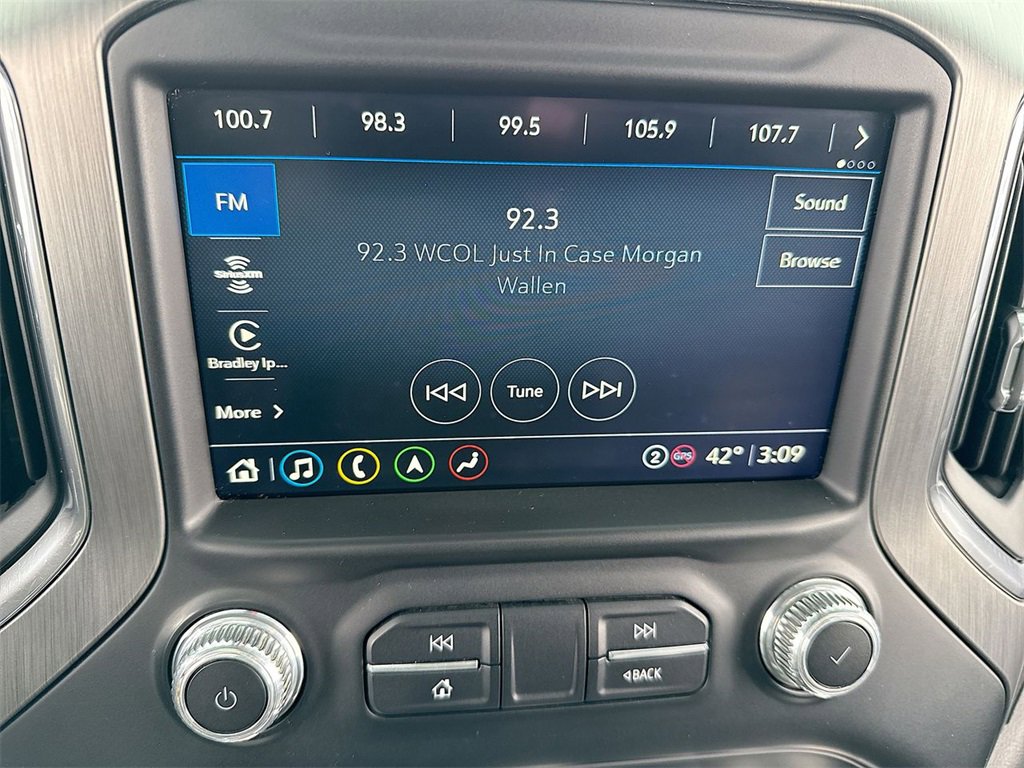 100.7 98.3 99.5 105.9 107.7
FM
92.3
Sound
92.3 WCOL Just In Case Morgan
Wallen
Browse
SiriusXM
Bradley Ip...
Tune
More
2 GPS 42° 3:09
BACK